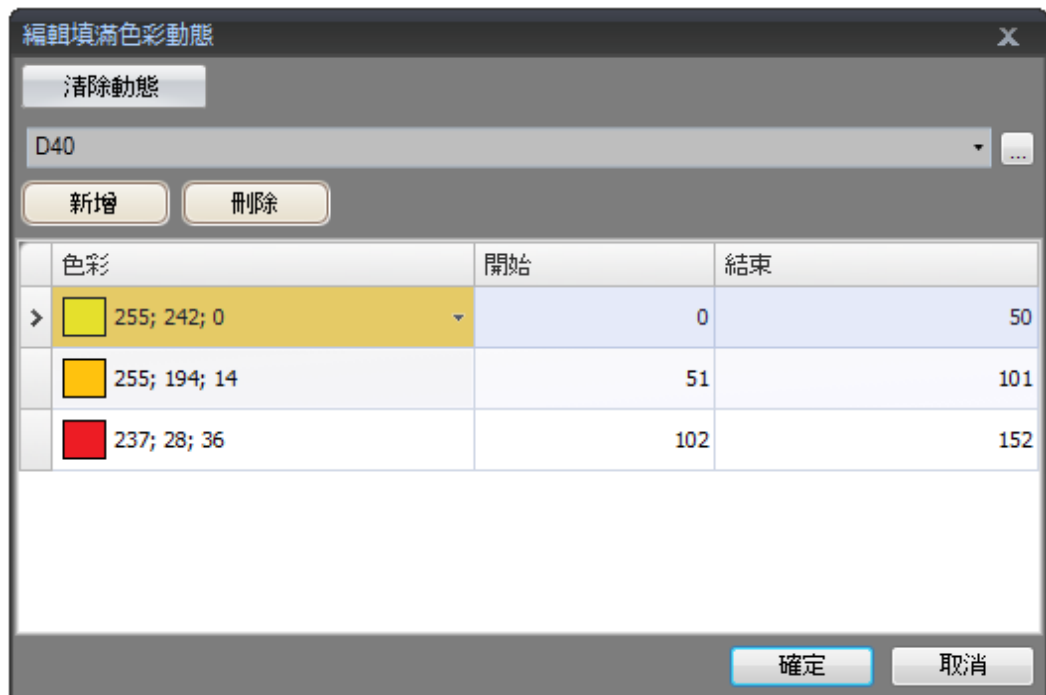 編輯填滿色彩動態
清除動態
D40
...
新增 刪除
色彩 開始 結束
255; 242; 0 0 50
255; 194; 14 51 101
237; 28; 36 102 152
確定 取消